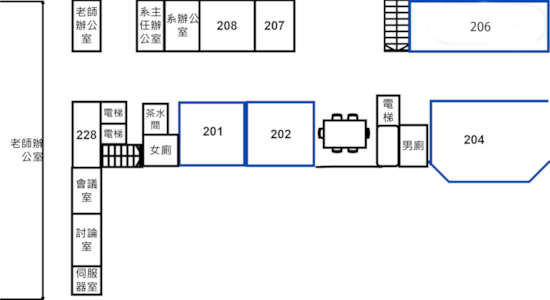 老師
辦公
室
系主
任辦
公室
系辦公
室
208
207
206
228
電梯
電梯
茶水
間
女廁
201
202
電
梯
男廁
204
老師辦
公室
會議
室
討論
室
伺服
器室